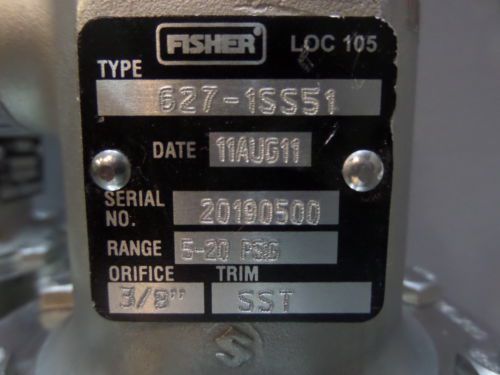 FISHER LOC 105
TYPE
627-1SS51
DATE 11AUG11
SERIAL NO. 20190500
RANGE 5-20 PSG
ORIFICE TRIM
3/8" SST